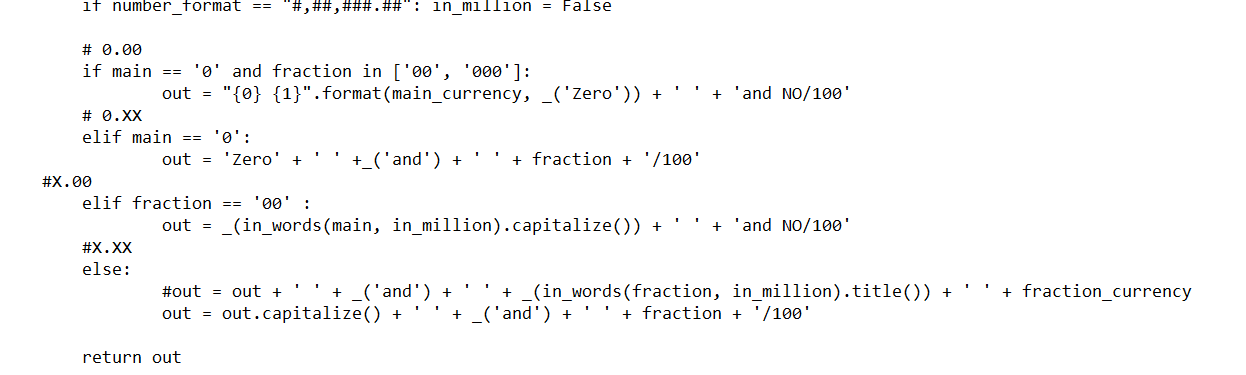 if number_format == "#,##,###.##": in_million = False
# 0.00
if main == '0' and fraction in ['00', '000']:
out = "{0} {1}".format(main_currency, _('Zero')) + ' ' + 'and NO/100'
# 0.XX
elif main == '0':
out = 'Zero' + ' ' +_('and') + ' ' + fraction + '/100'
#X.00
elif fraction == '00' :
out = _(in_words(main, in_million).capitalize()) + ' ' + 'and NO/100'
#X.XX
else:
#out = out + ' ' + _('and') + ' ' + _(in_words(fraction, in_million).title()) + ' ' + fraction_currency
out = out.capitalize() + ' ' + _('and') + ' ' + fraction + '/100'
return out